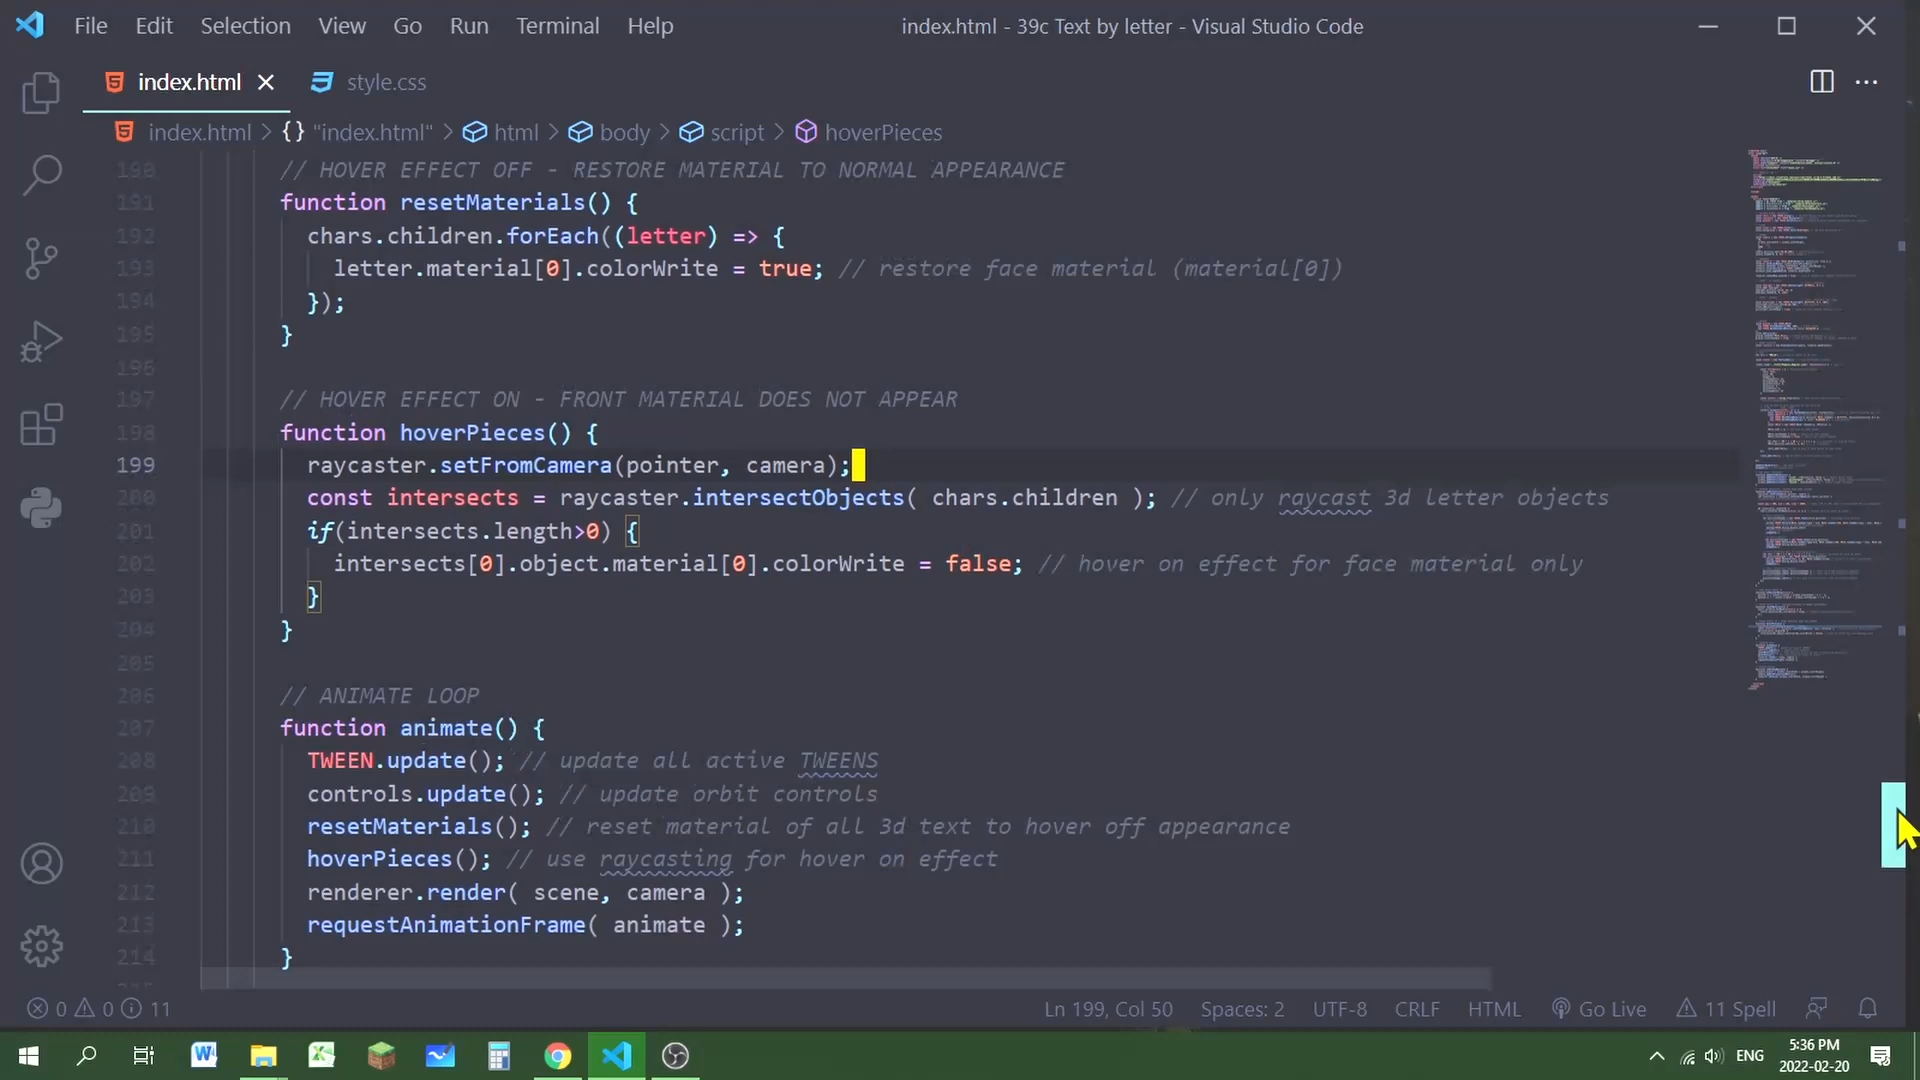 File Edit Selection View Go Run Terminal Help index.html - 39c Text by letter - Visual Studio Code
index.html style.css
index.html > {} "index.html" > html > body > script > hoverPieces
190 // HOVER EFFECT OFF - RESTORE MATERIAL TO NORMAL APPEARANCE
191 function resetMaterials() {
192 chars.children.forEach((letter) => {
193 letter.material[0].colorWrite = true; // restore face material (material[0])
194 });
195 }
196
197 // HOVER EFFECT ON - FRONT MATERIAL DOES NOT APPEAR
198 function hoverPieces() {
199 raycaster.setFromCamera(pointer, camera);
200 const intersects = raycaster.intersectObjects( chars.children ); // only raycast 3d letter objects
201 if(intersects.length>0) {
202 intersects[0].object.material[0].colorWrite = false; // hover on effect for face material only
203 }
204 }
205
206 // ANIMATE LOOP
207 function animate() {
208 TWEEN.update(); // update all active TWEENS
209 controls.update(); // update orbit controls
210 resetMaterials(); // reset material of all 3d text to hover off appearance
211 hoverPieces(); // use raycasting for hover on effect
212 renderer.render( scene, camera );
213 requestAnimationFrame( animate );
214 }
0 0 11 Ln 199, Col 50 Spaces: 2 UTF-8 CRLF HTML Go Live 11 Spell
ENG 5:36 PM
2022-02-20